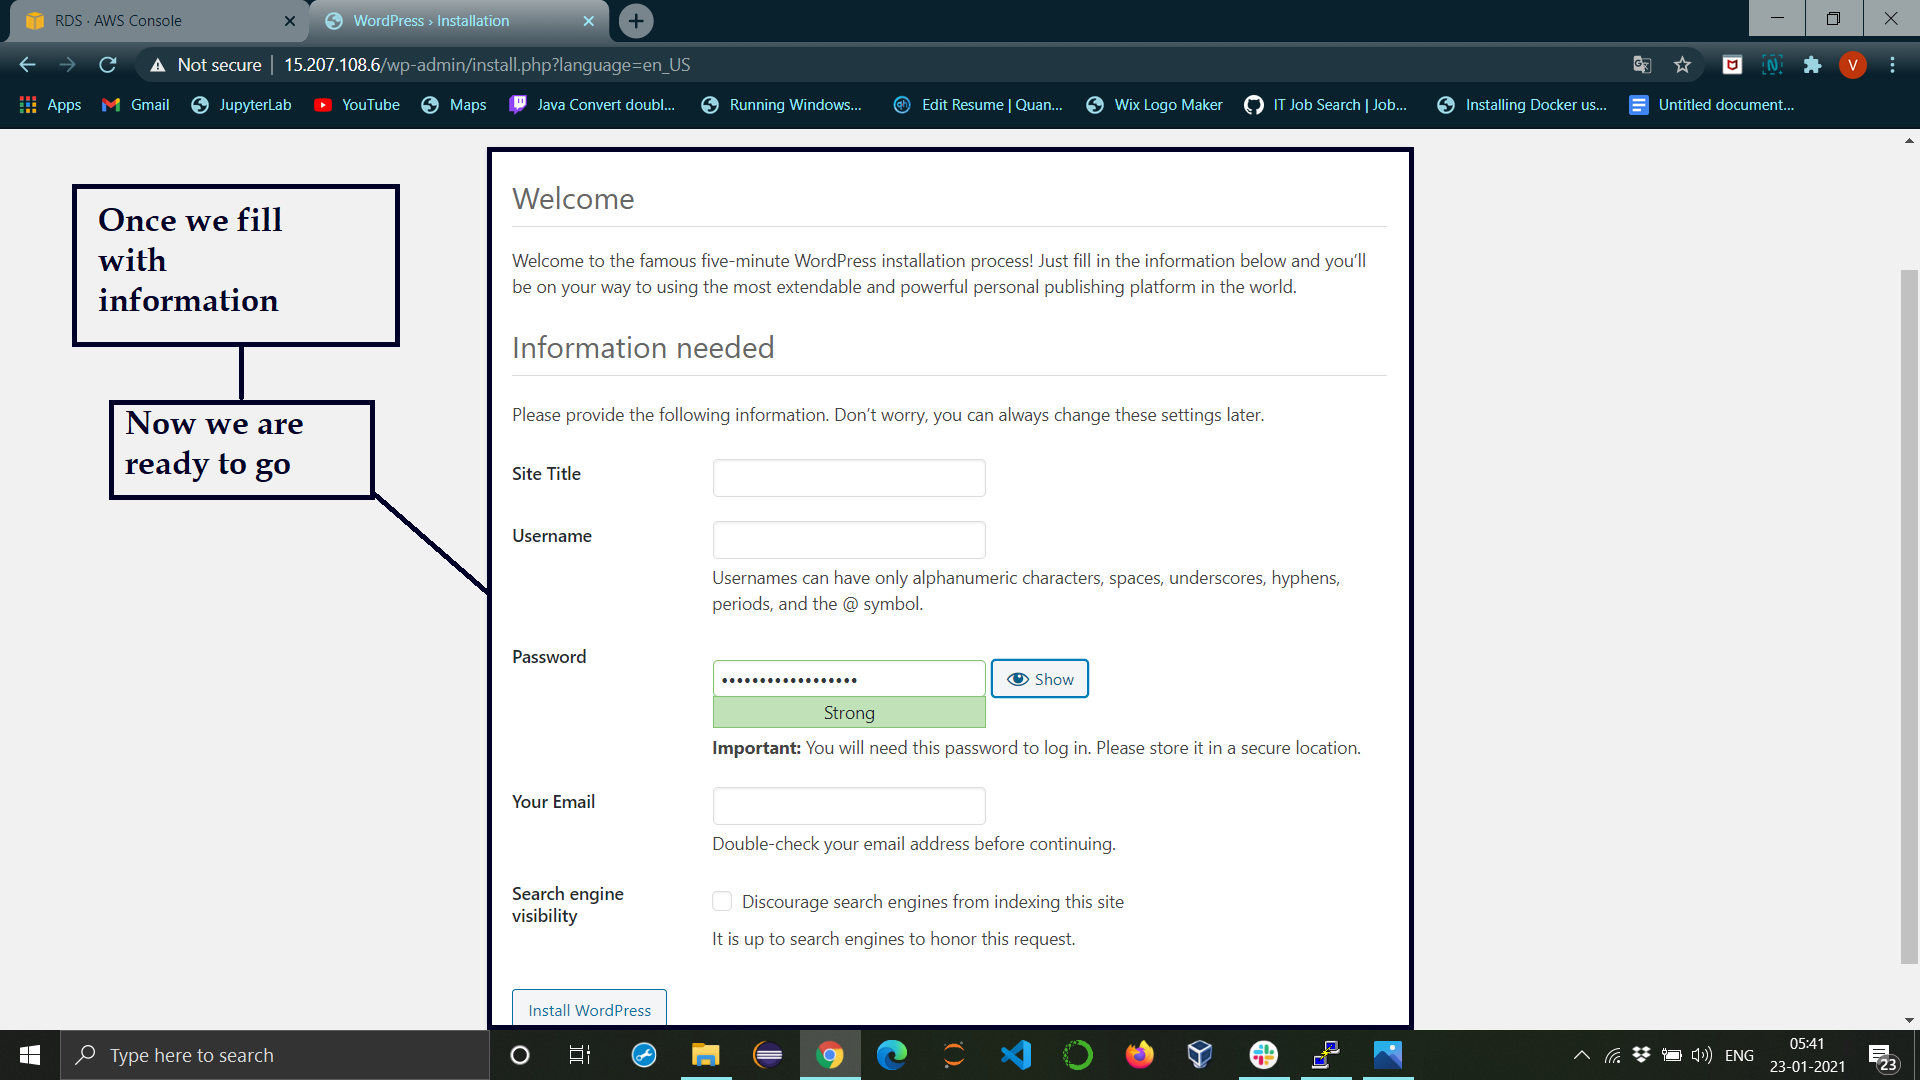 RDS · AWS Console
WordPress › Installation
Not secure
15.207.108.6/wp-admin/install.php?language=en_US
V
Apps
Gmail
JupyterLab
YouTube
Maps
Java Convert doubl...
Running Windows...
Edit Resume | Quan...
Wix Logo Maker
IT Job Search | Job...
Installing Docker us...
Untitled document...
Once we fill
with
information
Now we are
ready to go
Welcome
Welcome to the famous five-minute WordPress installation process! Just fill in the information below and you’ll
be on your way to using the most extendable and powerful personal publishing platform in the world.
Information needed
Please provide the following information. Don’t worry, you can always change these settings later.
Site Title
Username
Usernames can have only alphanumeric characters, spaces, underscores, hyphens,
periods, and the @ symbol.
Password
••••••••••••••••••
Show
Strong
Important: You will need this password to log in. Please store it in a secure location.
Your Email
Double-check your email address before continuing.
Search engine
visibility
Discourage search engines from indexing this site
It is up to search engines to honor this request.
Install WordPress
Type here to search
ENG
05:41
23-01-2021
23